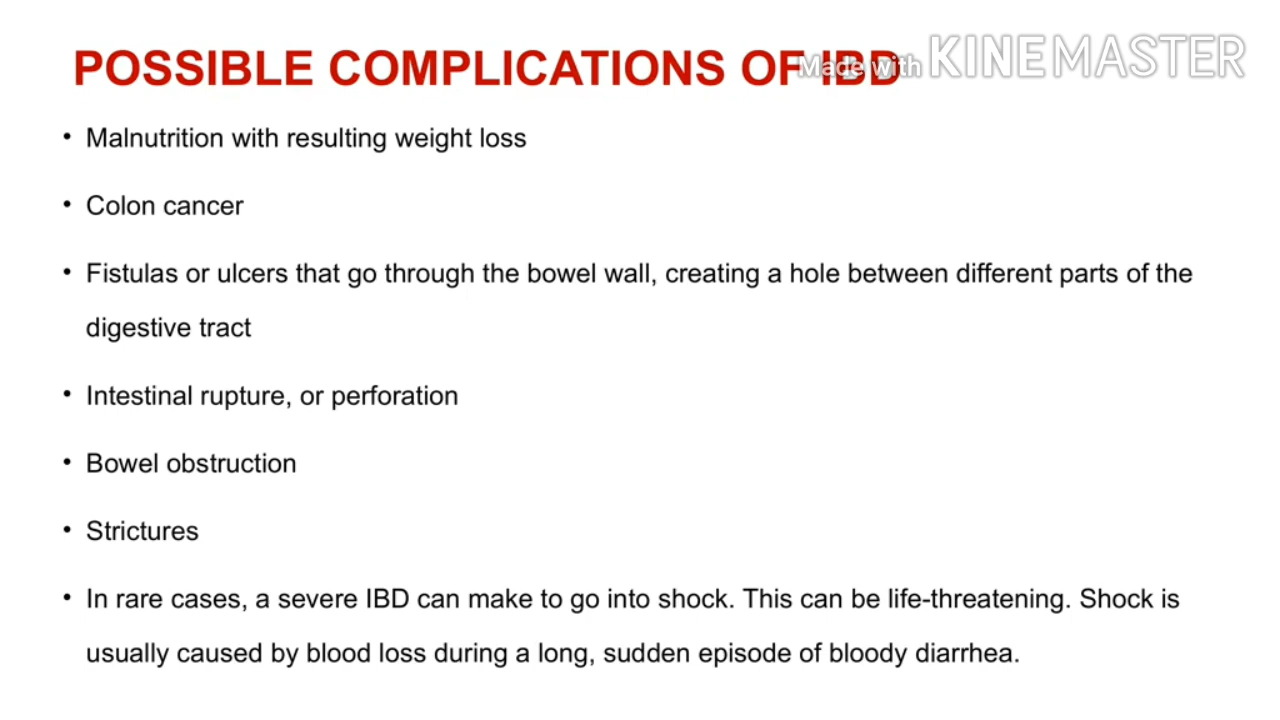 POSSIBLE COMPLICATIONS OF IBD
Made with KINEMASTER
• Malnutrition with resulting weight loss
• Colon cancer
• Fistulas or ulcers that go through the bowel wall, creating a hole between different parts of the
digestive tract
• Intestinal rupture, or perforation
• Bowel obstruction
• Strictures
• In rare cases, a severe IBD can make to go into shock. This can be life-threatening. Shock is
usually caused by blood loss during a long, sudden episode of bloody diarrhea.